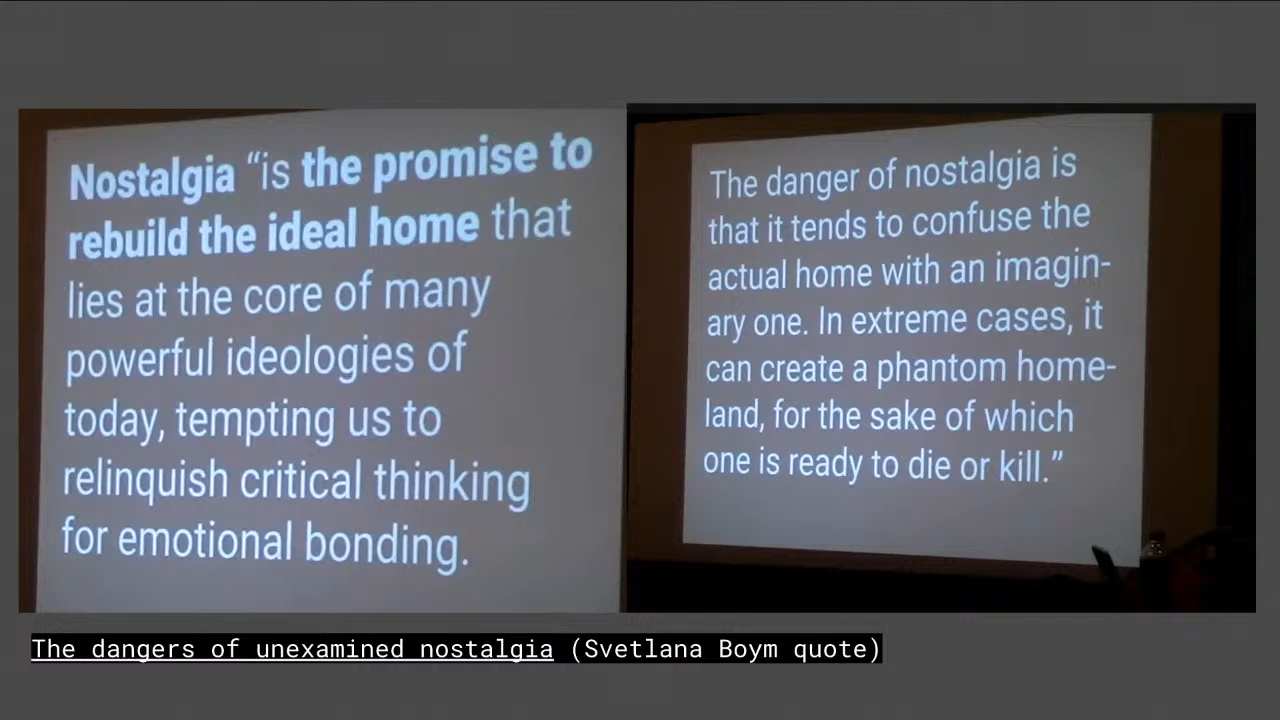 Nostalgia “is the promise to
rebuild the ideal home that
lies at the core of many
powerful ideologies of
today, tempting us to
relinquish critical thinking
for emotional bonding.
The danger of nostalgia is
that it tends to confuse the
actual home with an imagin-
ary one. In extreme cases, it
can create a phantom home-
land, for the sake of which
one is ready to die or kill.”
The dangers of unexamined nostalgia (Svetlana Boym quote)